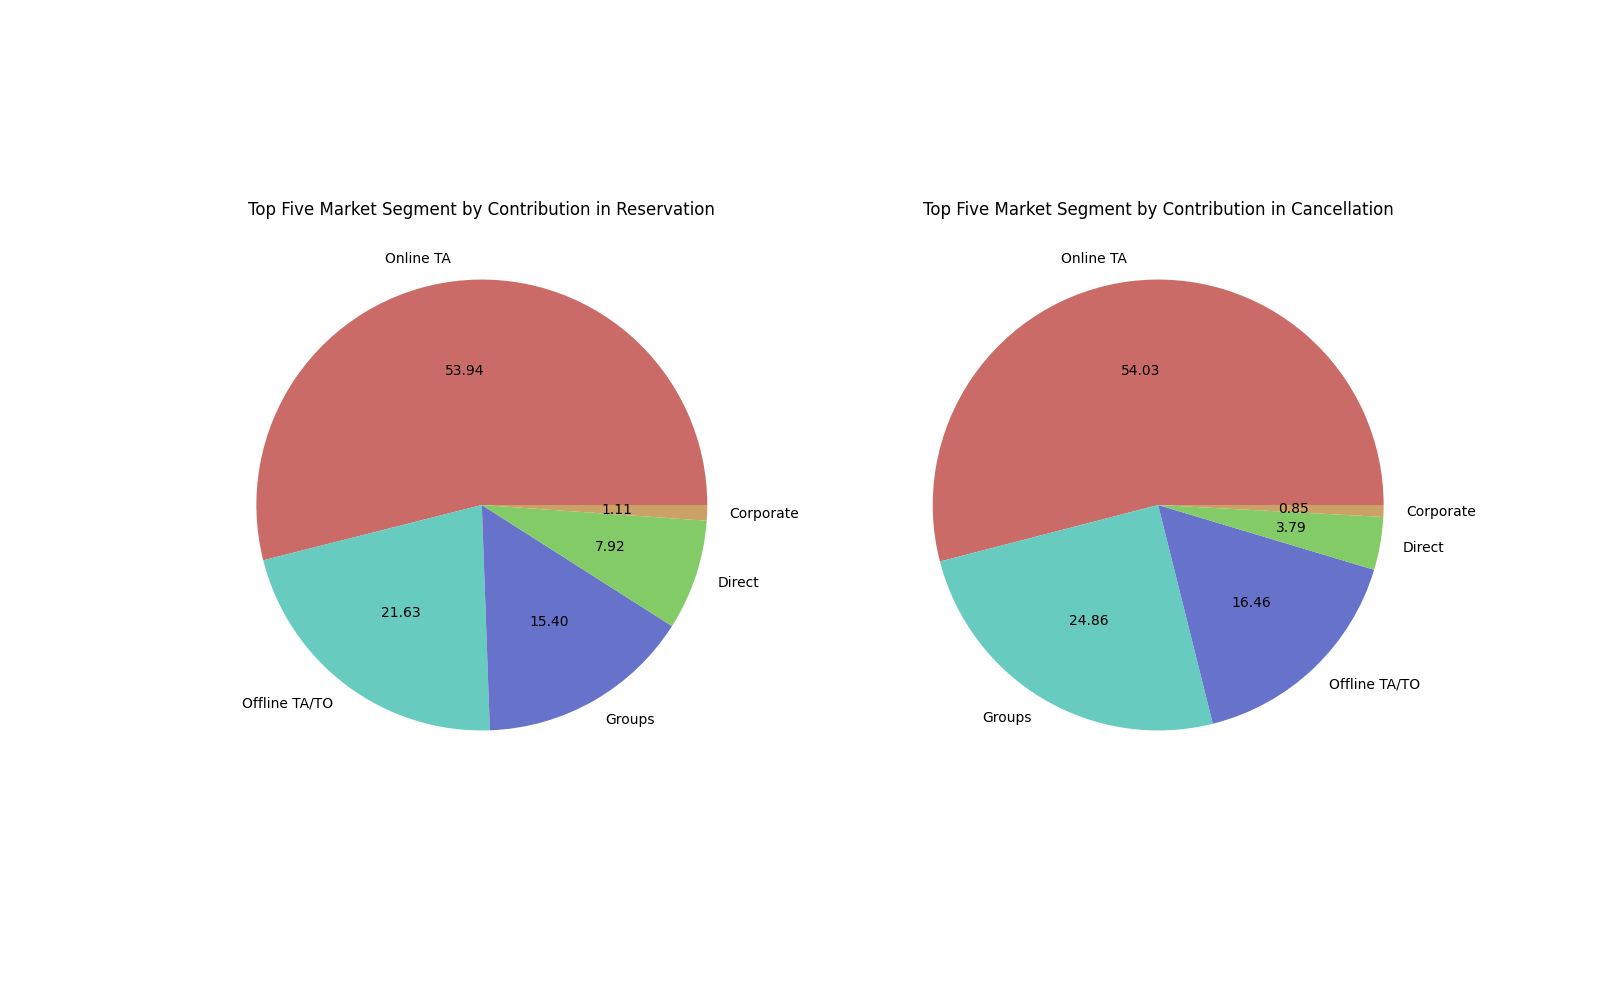 Top Five Market Segment by Contribution in Reservation
Online TA
53.94
1.11
Corporate
7.92
Direct
21.63
15.40
Offline TA/TO
Groups
Top Five Market Segment by Contribution in Cancellation
Online TA
54.03
0.85
Corporate
3.79
Direct
16.46
24.86
Offline TA/TO
Groups